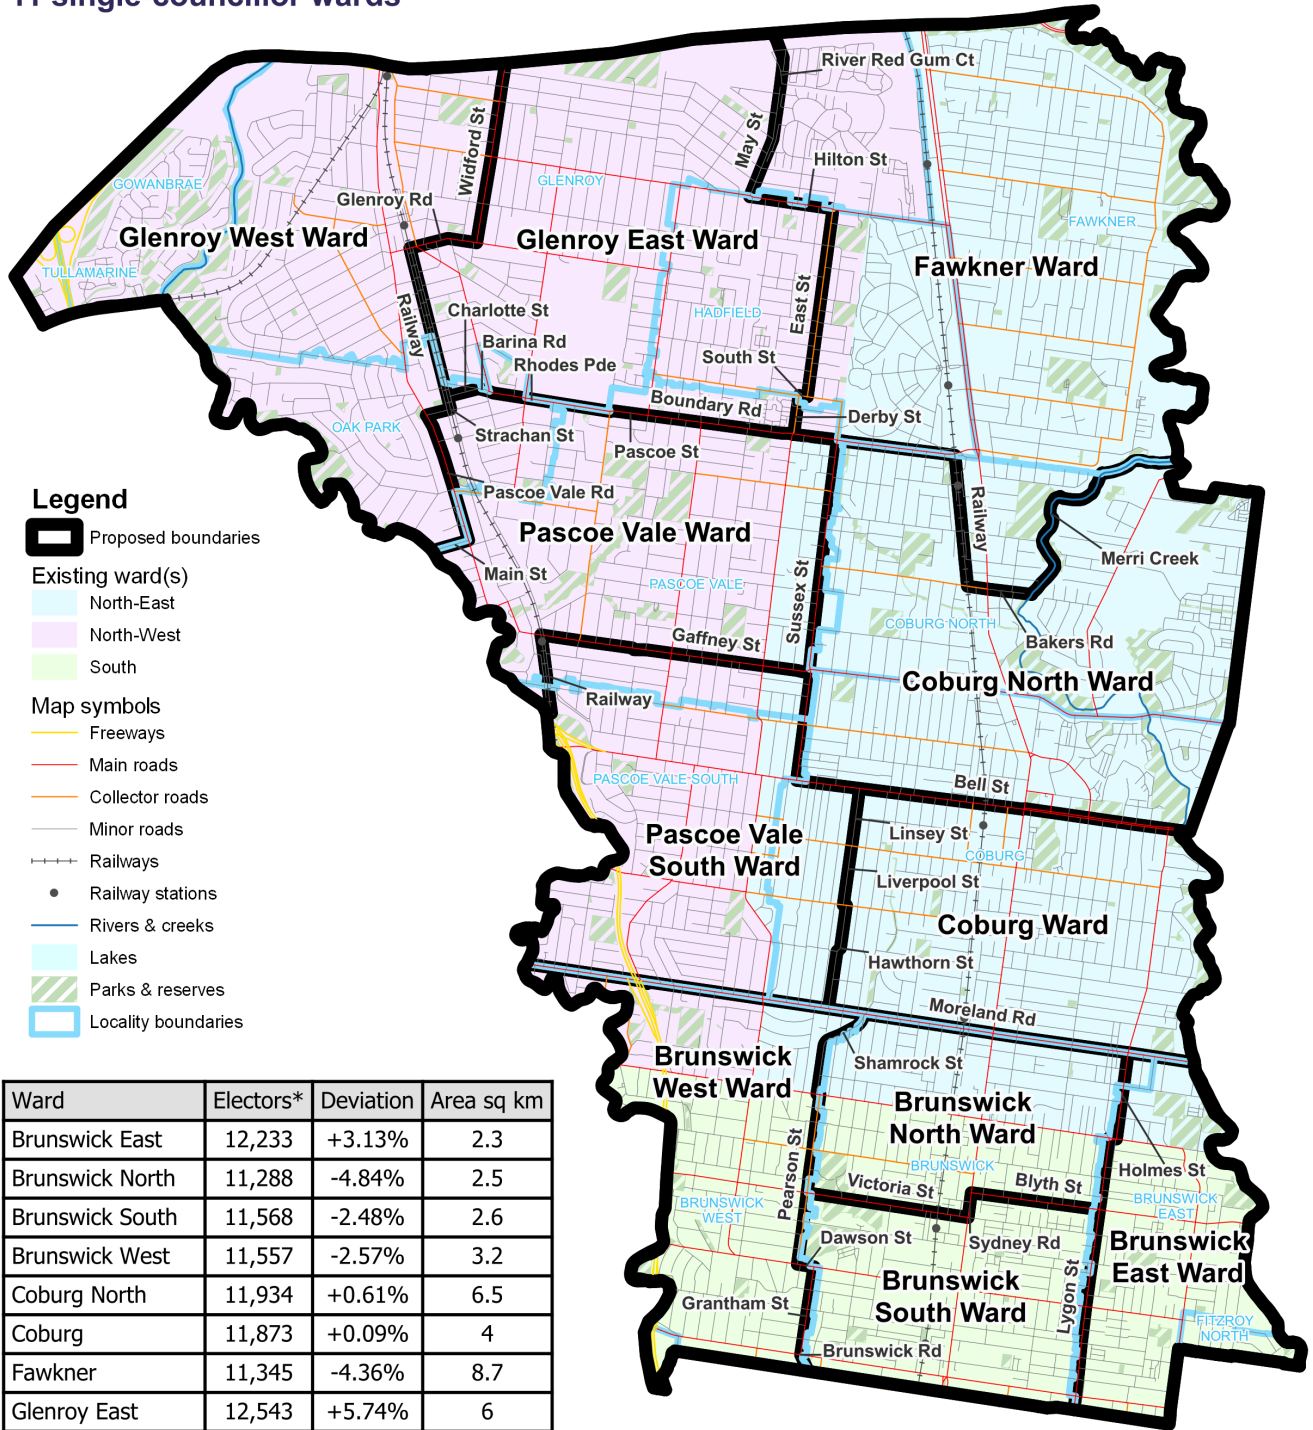 11 single-councillor wards
River Red Gum Ct
Widford St
May St
Hilton St
GOWANBRAE
GLENROY
Glenroy Rd
FAWKNER
Glenroy West Ward
Glenroy East Ward
Fawkner Ward
TULLAMARINE
Railway
East St
Charlotte St
HADFIELD
Barina Rd
South St
Rhodes Pde
Boundary Rd
Derby St
OAK PARK
Strachan St
Pascoe St
Pascoe Vale Rd
Railway
Pascoe Vale Ward
Merri Creek
Main St
PASCOE VALE
Sussex St
COBURG NORTH
Gaffney St
Bakers Rd
Coburg North Ward
Railway
PASCOE VALE SOUTH
Bell St
Pascoe Vale
South Ward
Linsey St
COBURG
Liverpool St
Coburg Ward
Hawthorn St
Moreland Rd
Brunswick
West Ward
Shamrock St
Brunswick
North Ward
Pearson St
BRUNSWICK
Holmes St
Victoria St
Blyth St
BRUNSWICK
WEST
BRUNSWICK
EAST
Dawson St
Sydney Rd
Brunswick
East Ward
Brunswick
South Ward
Lygon St
Grantham St
FITZROY
NORTH
Brunswick Rd
Legend
Proposed boundaries
Existing ward(s)
North-East
North-West
South
Map symbols
Freeways
Main roads
Collector roads
Minor roads
Railways
Railway stations
Rivers & creeks
Lakes
Parks & reserves
Locality boundaries
Ward Electors* Deviation Area sq km
Brunswick East 12,233 +3.13% 2.3
Brunswick North 11,288 -4.84% 2.5
Brunswick South 11,568 -2.48% 2.6
Brunswick West 11,557 -2.57% 3.2
Coburg North 11,934 +0.61% 6.5
Coburg 11,873 +0.09% 4
Fawkner 11,345 -4.36% 8.7
Glenroy East 12,543 +5.74% 6